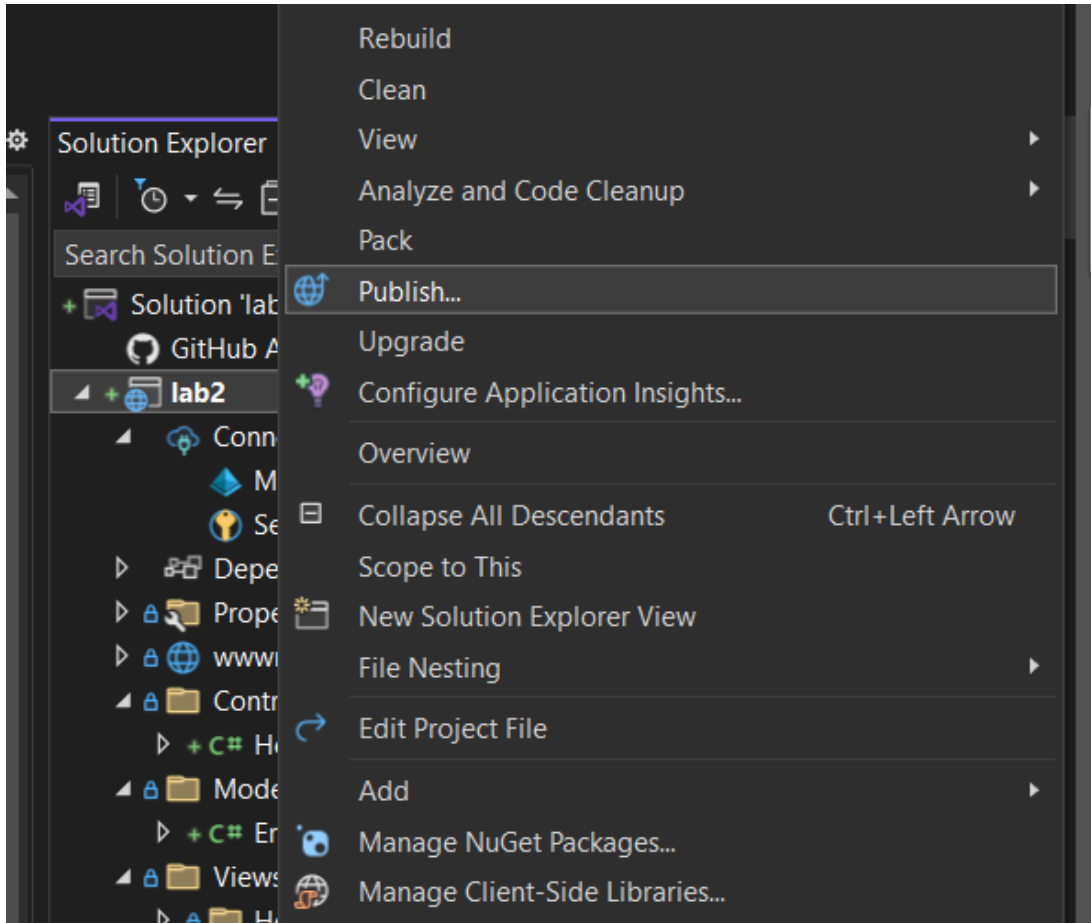 Rebuild
Clean
View
Analyze and Code Cleanup
Pack
Publish...
Upgrade
Configure Application Insights...
Overview
Collapse All Descendants Ctrl+Left Arrow
Scope to This
New Solution Explorer View
File Nesting
Edit Project File
Add
Manage NuGet Packages...
Manage Client-Side Libraries...
Solution Explorer
Search Solution E
Solution 'lab
GitHub A
lab2
Conn
M
Se
Depe
Prope
www
Contr
C# H
Mode
C# Er
Views
H